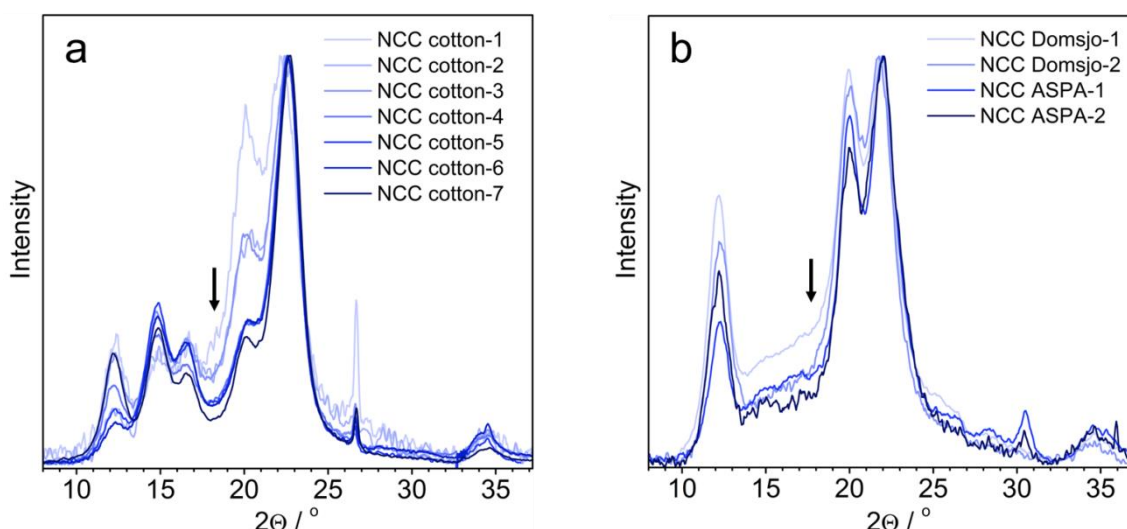 a
NCC cotton-1
NCC cotton-2
NCC cotton-3
NCC cotton-4
NCC cotton-5
NCC cotton-6
NCC cotton-7
Intensity
10 15 20 25 30 35
2Θ / °
b
NCC Domsjo-1
NCC Domsjo-2
NCC ASPA-1
NCC ASPA-2
Intensity
10 15 20 25 30 35
2Θ / °